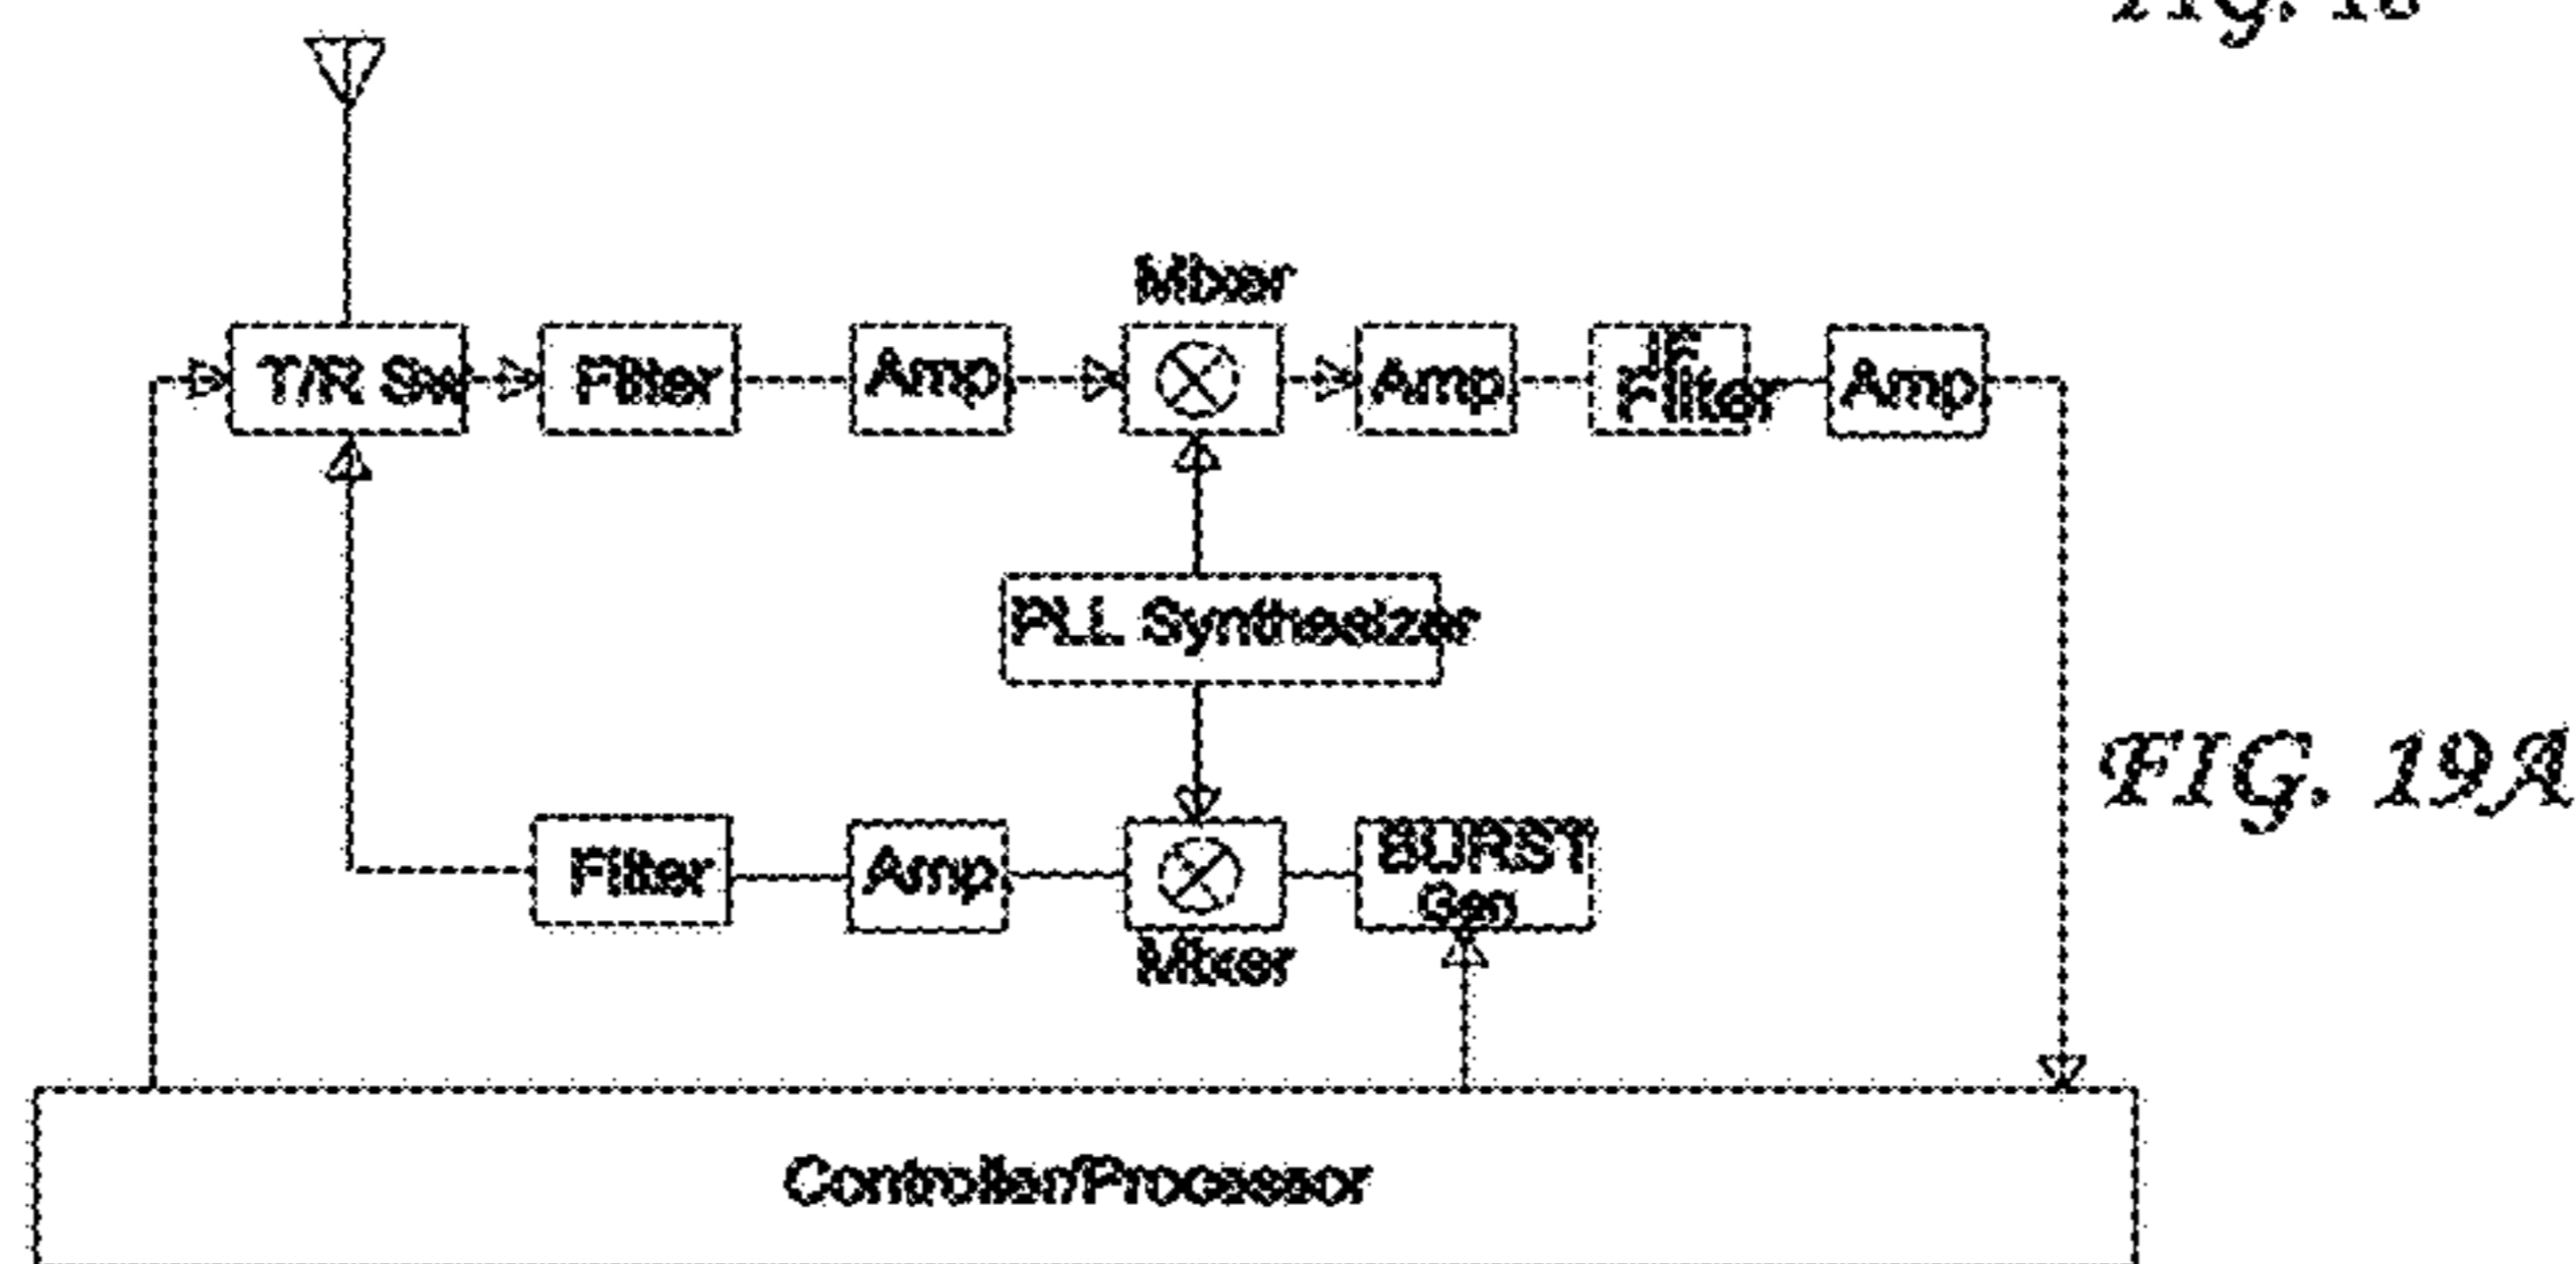 Mixer
T/R Sw
Filter
Amp
Amp
IF
Filter
Amp
PLL Synthesizer
FIG. 19A
Filter
Amp
BURST
Gen
Mixer
Controller/Processor